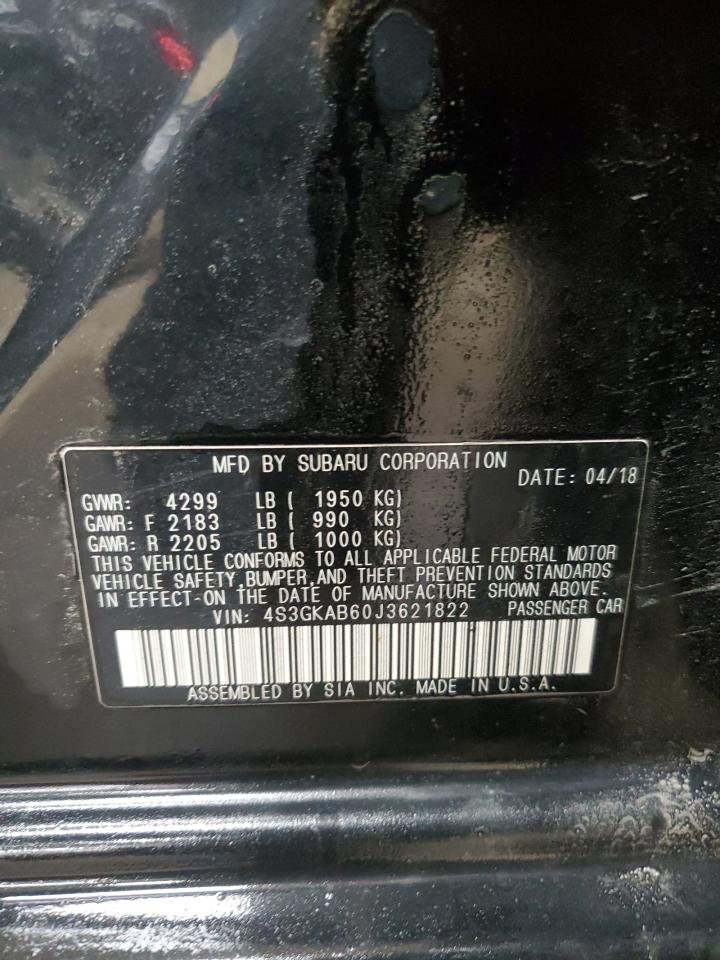 MFD BY SUBARU CORPORATION
DATE: 04/18
GVWR: 4299 LB ( 1950 KG)
GAWR: F 2183 LB ( 990 KG)
GAWR: R 2205 LB ( 1000 KG)
THIS VEHICLE CONFORMS TO ALL APPLICABLE FEDERAL MOTOR
VEHICLE SAFETY,BUMPER,AND THEFT PREVENTION STANDARDS
IN EFFECT-ON THE DATE OF MANUFACTURE SHOWN ABOVE.
VIN: 4S3GKAB60J3621822 PASSENGER CAR
ASSEMBLED BY SIA INC. MADE IN U.S.A.